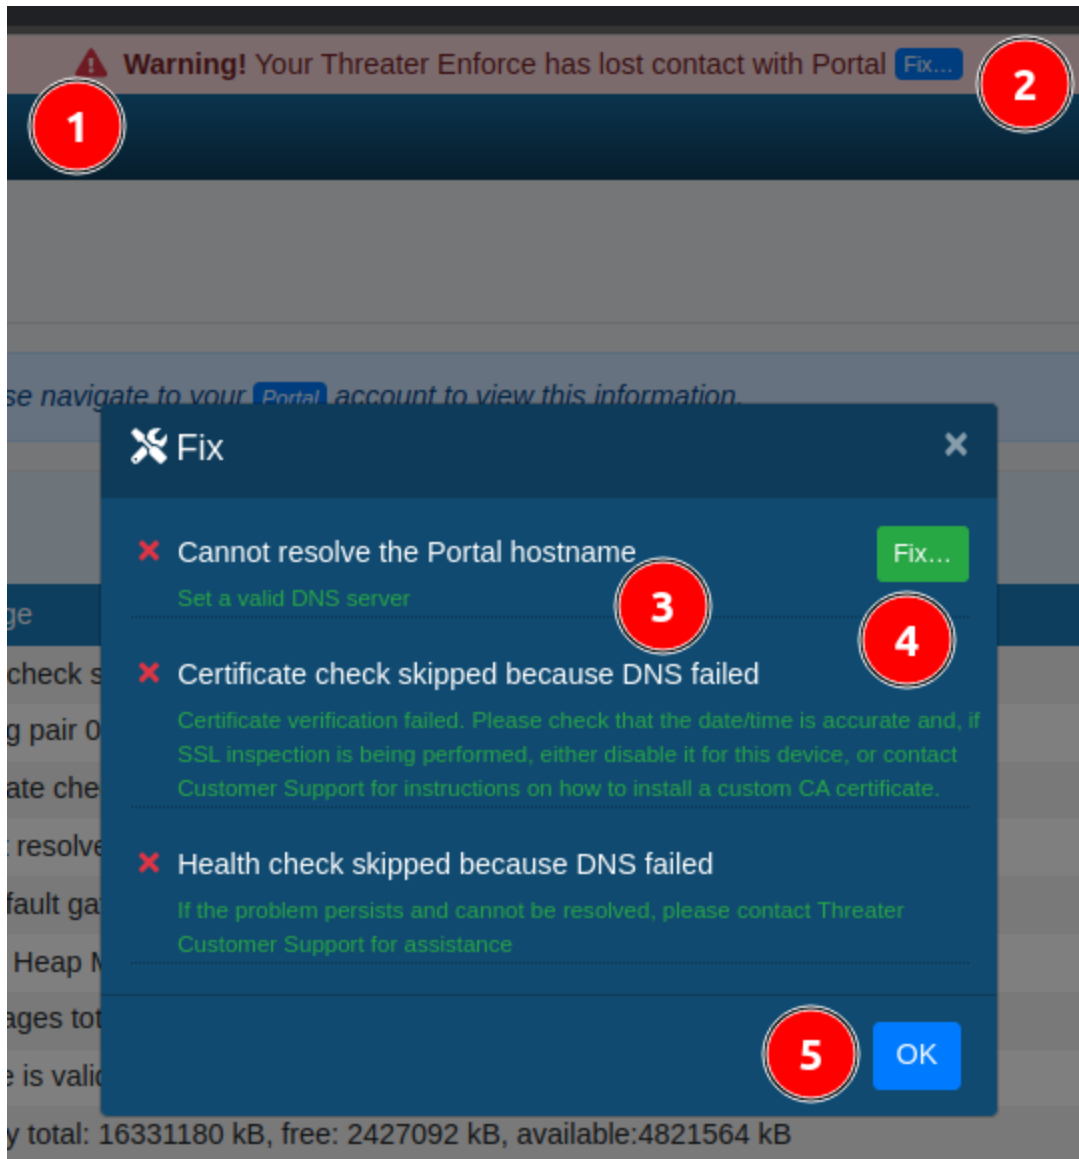 Warning! Your Threater Enforce has lost contact with Portal Fix...
2
1
se navigate to your Portal account to view this information.
Fix
Cannot resolve the Portal hostname
Fix...
Set a valid DNS server
3
4
ge
check s
Certificate check skipped because DNS failed
g pair 0
Certificate verification failed. Please check that the date/time is accurate and, if
SSL inspection is being performed, either disable it for this device, or contact
ate che
Customer Support for instructions on how to install a custom CA certificate.
resolve
Health check skipped because DNS failed
fault ga
If the problem persists and cannot be resolved, please contact Threater
Customer Support for assistance
Heap M
ages tot
5
OK
e is valid
y total: 16331180 kB, free: 2427092 kB, available:4821564 kB